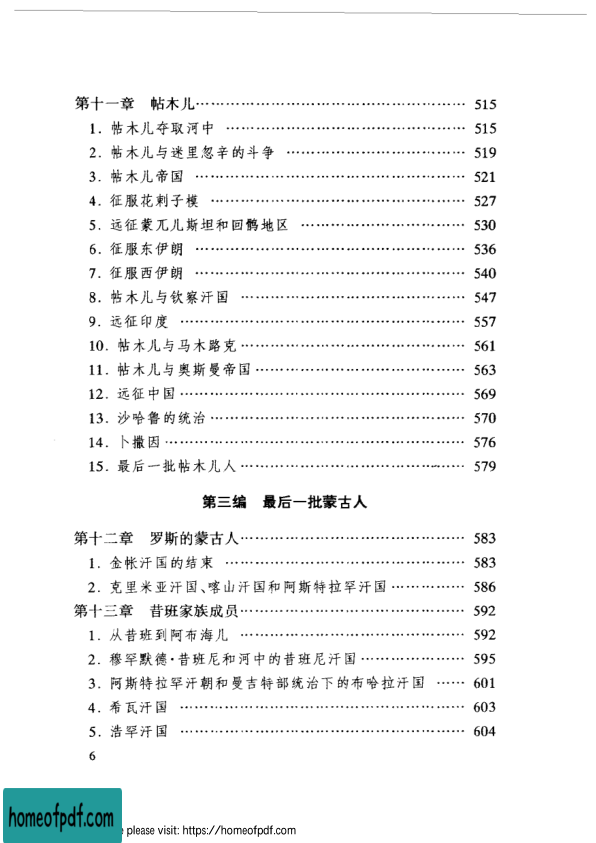 第十一章 帖木儿…………………………………………… 515
1. 帖木儿夺取河中 …………………………………… 515
2. 帖木儿与迷里忽辛的斗争 ………………………… 519
3. 帖木儿帝国 ………………………………………… 521
4. 征服花剌子模 ……………………………………… 527
5. 远征蒙兀儿斯坦和回鹘地区 ……………………… 530
6. 征服东伊朗 ………………………………………… 536
7. 征服西伊朗 ………………………………………… 540
8. 帖木儿与钦察汗国 ………………………………… 547
9. 远征印度 …………………………………………… 557
10. 帖木儿与马木路克………………………………… 561
11. 帖木儿与奥斯曼帝国……………………………… 563
12. 远征中国…………………………………………… 569
13. 沙哈鲁的统治……………………………………… 570
14. 卜撒因……………………………………………… 576
15. 最后一批帖木儿人………………………………… 579
第三编 最后一批蒙古人
第十二章 罗斯的蒙古人…………………………………… 583
1. 金帐汗国的结束 …………………………………… 583
2. 克里米亚汗国、喀山汗国和阿斯特拉罕汗国 …………… 586
第十三章 昔班家族成员…………………………………… 592
1. 从昔班到阿布海儿 ………………………………… 592
2. 穆罕默德·昔班尼和河中的昔班尼汗国 ……………… 595
3. 阿斯特拉罕汗朝和曼吉特部统治下的布哈拉汗国 …… 601
4. 希瓦汗国 …………………………………………… 603
5. 浩罕汗国 …………………………………………… 604
6
homeofpdf.com
please visit: https://homeofpdf.com